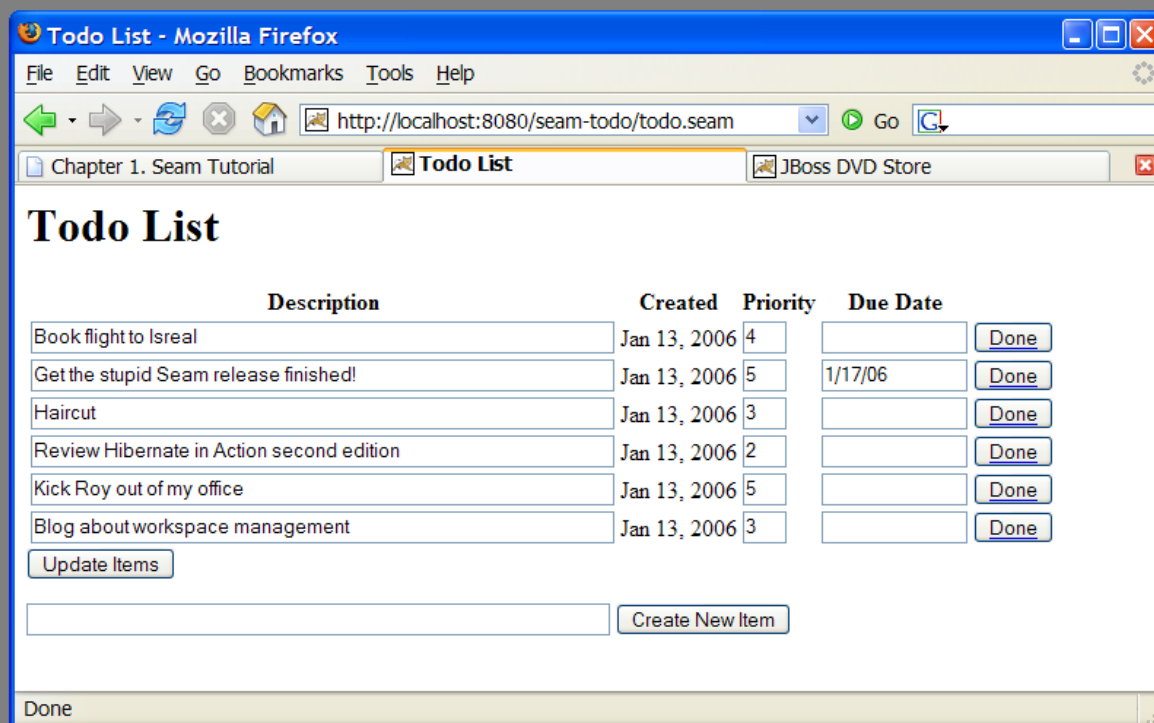 Todo List - Mozilla Firefox
File Edit View Go Bookmarks Tools Help
http://localhost:8080/seam-todo/todo.seam Go G
Chapter 1. Seam Tutorial Todo List JBoss DVD Store
Todo List
Description Created Priority Due Date
Book flight to Isreal Jan 13, 2006 4 Done
Get the stupid Seam release finished! Jan 13, 2006 5 1/17/06 Done
Haircut Jan 13, 2006 3 Done
Review Hibernate in Action second edition Jan 13, 2006 2 Done
Kick Roy out of my office Jan 13, 2006 5 Done
Blog about workspace management Jan 13, 2006 3 Done
Update Items
Create New Item
Done